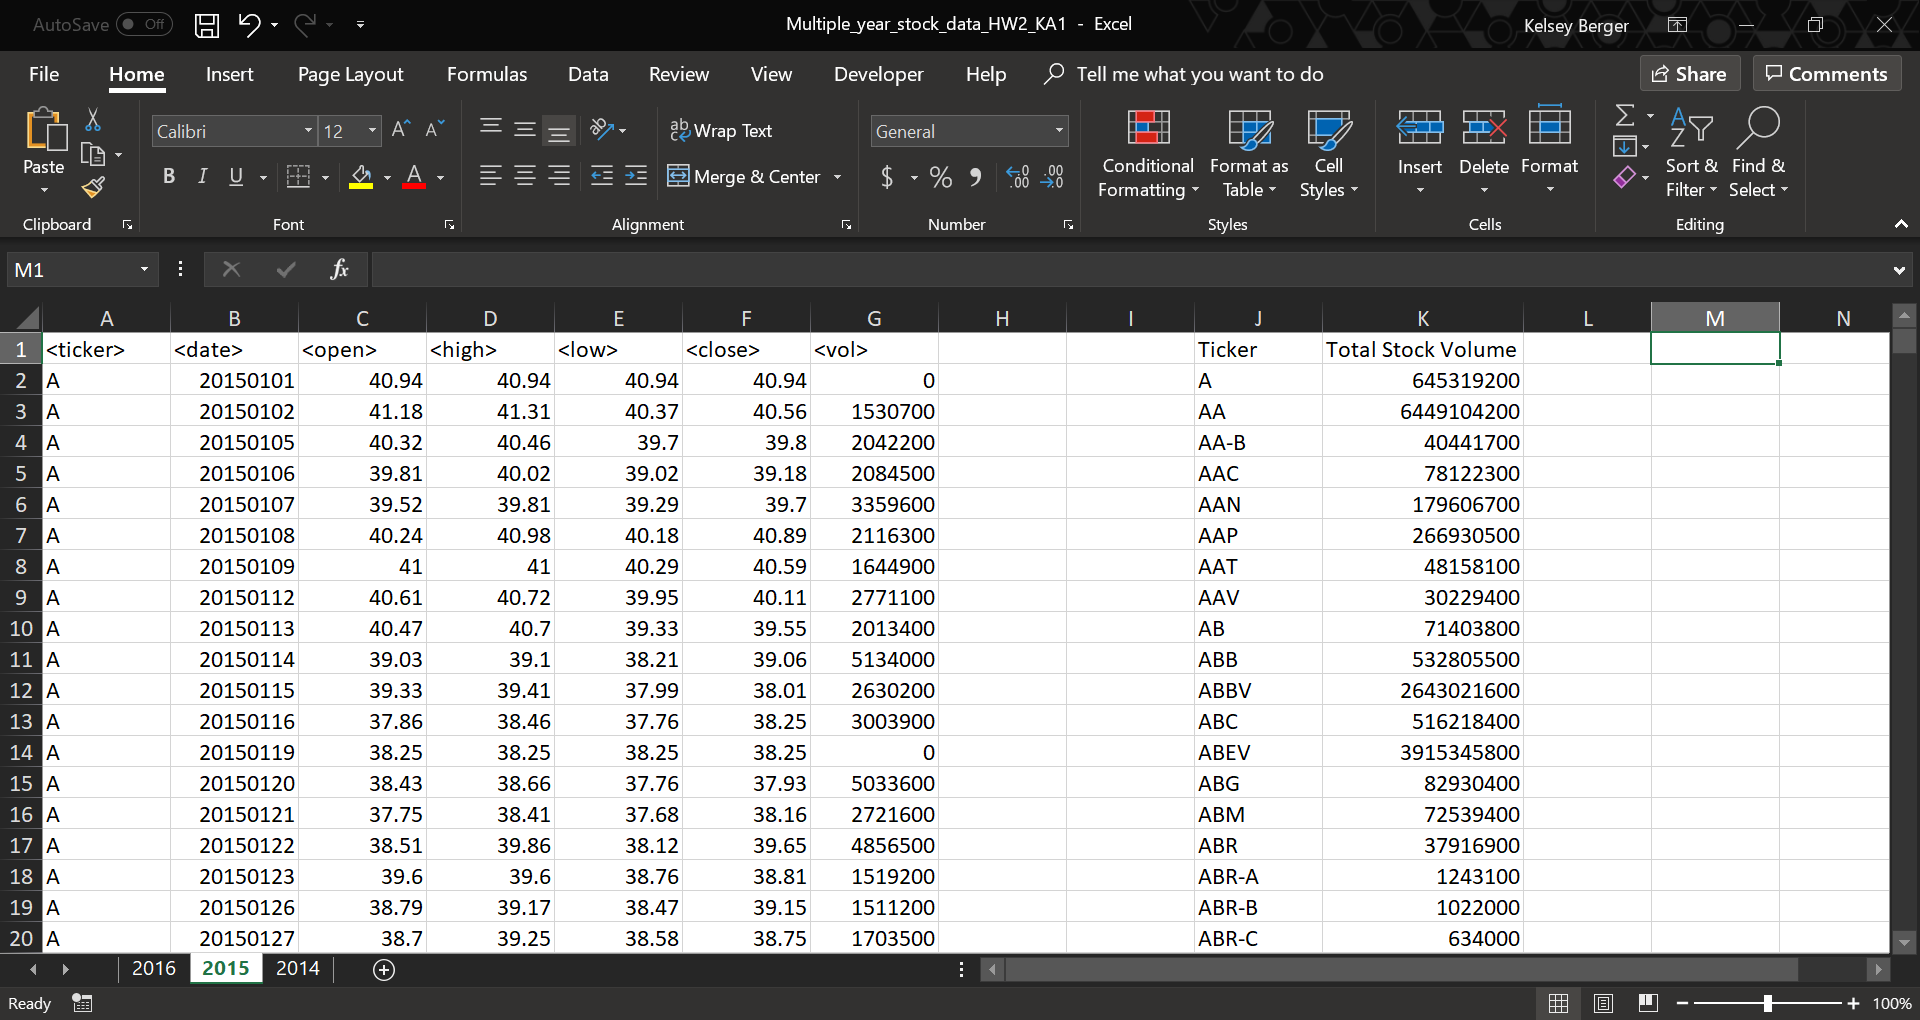 AutoSave Off Multiple_year_stock_data_HW2_KA1 - Excel Kelsey Berger
File Home Insert Page Layout Formulas Data Review View Developer Help Tell me what you want to do Share Comments
Calibri 12 ab Wrap Text General
Paste B I U A Merge & Center $ % Conditional Formatting Format as Table Cell Styles Insert Delete Format Sort & Filter Find & Select
Clipboard Font Alignment Number Styles Cells Editing
M1 fx
A B C D E F G H I J K L M N
1 <ticker> <date> <open> <high> <low> <close> <vol> Ticker Total Stock Volume
2 A 20150101 40.94 40.94 40.94 40.94 0 A 645319200
3 A 20150102 41.18 41.31 40.37 40.56 1530700 AA 6449104200
4 A 20150105 40.32 40.46 39.7 39.8 2042200 AA-B 40441700
5 A 20150106 39.81 40.02 39.02 39.18 2084500 AAC 78122300
6 A 20150107 39.52 39.81 39.29 39.7 3359600 AAN 179606700
7 A 20150108 40.24 40.98 40.18 40.89 2116300 AAP 266930500
8 A 20150109 41 41 40.29 40.59 1644900 AAT 48158100
9 A 20150112 40.61 40.72 39.95 40.11 2771100 AAV 30229400
10 A 20150113 40.47 40.7 39.33 39.55 2013400 AB 71403800
11 A 20150114 39.03 39.1 38.21 39.06 5134000 ABB 532805500
12 A 20150115 39.33 39.41 37.99 38.01 2630200 ABBV 2643021600
13 A 20150116 37.86 38.46 37.76 38.25 3003900 ABC 516218400
14 A 20150119 38.25 38.25 38.25 38.25 0 ABEV 3915345800
15 A 20150120 38.43 38.66 37.76 37.93 5033600 ABG 82930400
16 A 20150121 37.75 38.41 37.68 38.16 2721600 ABM 72539400
17 A 20150122 38.51 39.86 38.12 39.65 4856500 ABR 37916900
18 A 20150123 39.6 39.6 38.76 38.81 1519200 ABR-A 1243100
19 A 20150126 38.79 39.17 38.47 39.15 1511200 ABR-B 1022000
20 A 20150127 38.7 39.25 38.58 38.75 1703500 ABR-C 634000
2016 2015 2014
Ready 100%